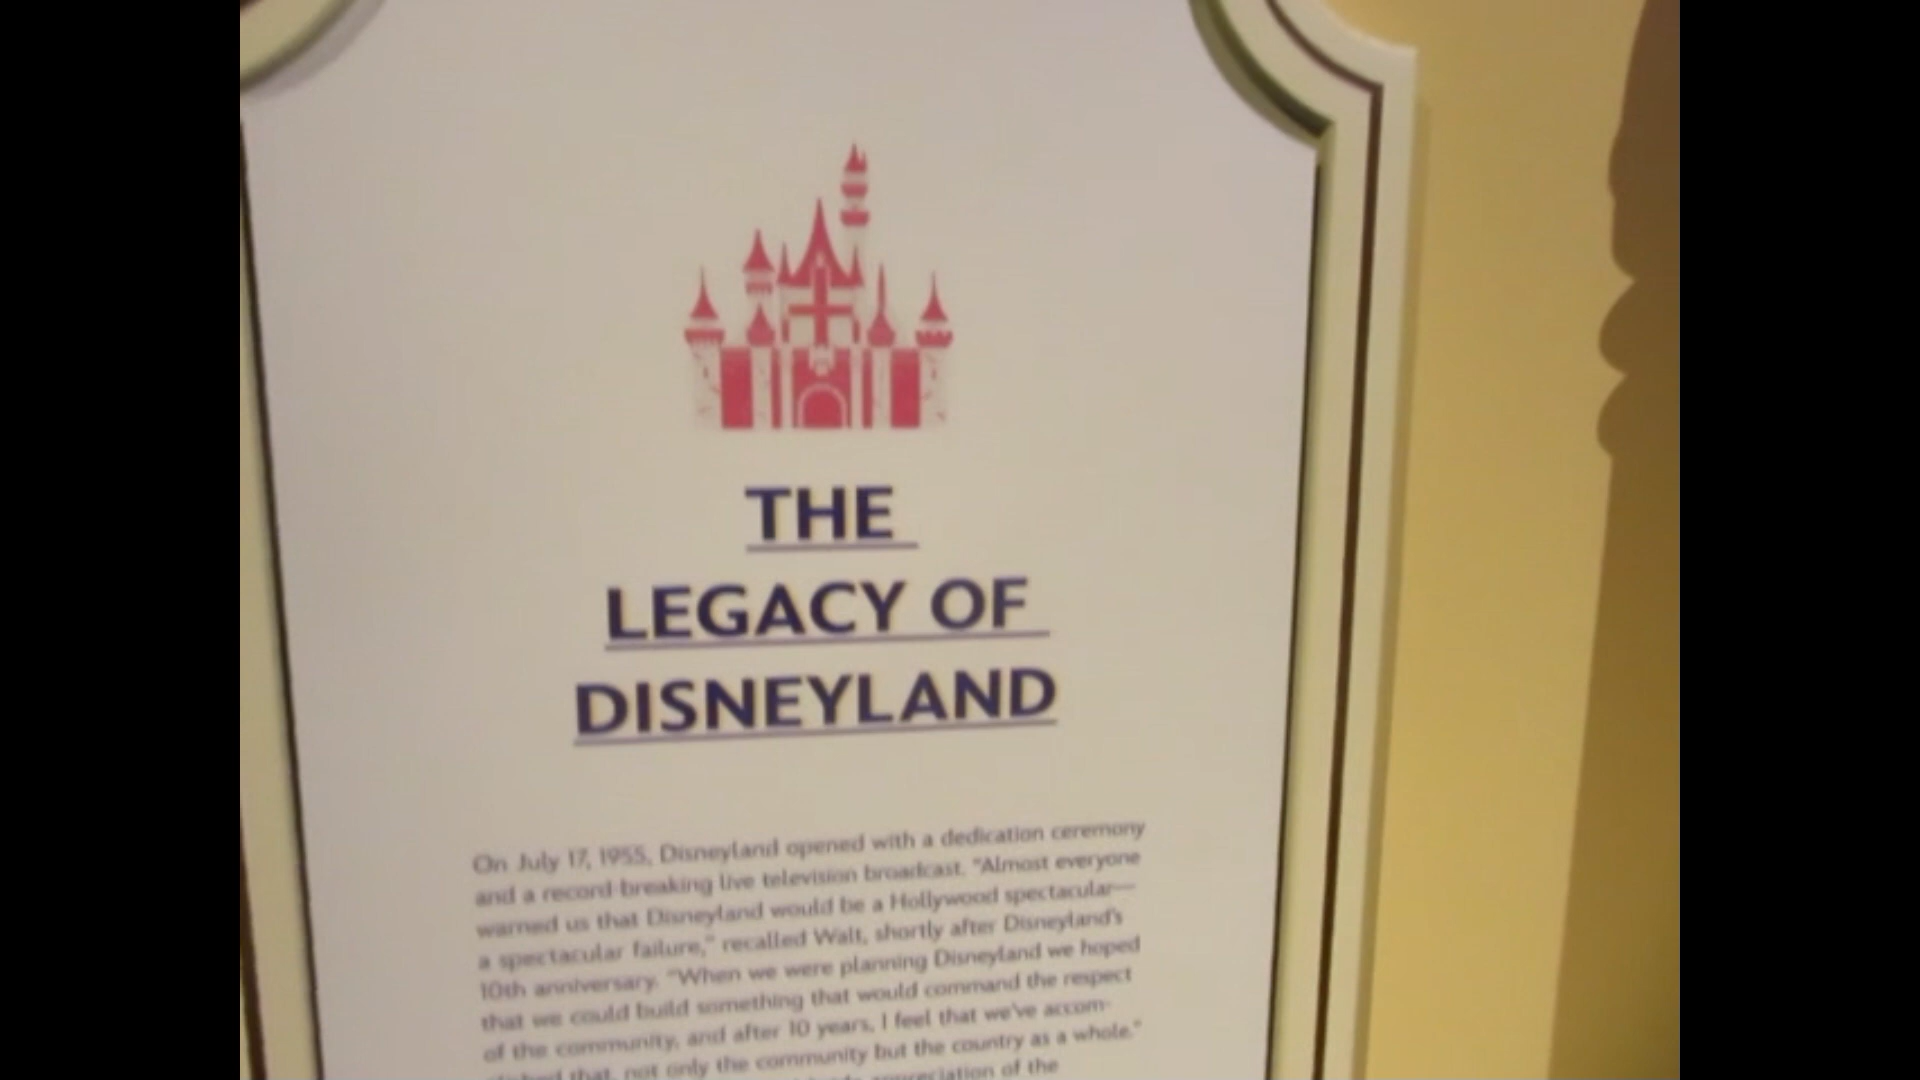 THE
LEGACY OF
DISNEYLAND
On July 17, 1955, Disneyland opened with a dedication ceremony
and a record-breaking live television broadcast. "Almost everyone
warned us that Disneyland would be a Hollywood spectacular—
a spectacular failure," recalled Walt, shortly after Disneyland's
10th anniversary. "When we were planning Disneyland we hoped
that we could build something that would command the respect
of the community, and after 10 years, I feel that we've accom-
that, not only the community but the country as a whole."
appreciation of the